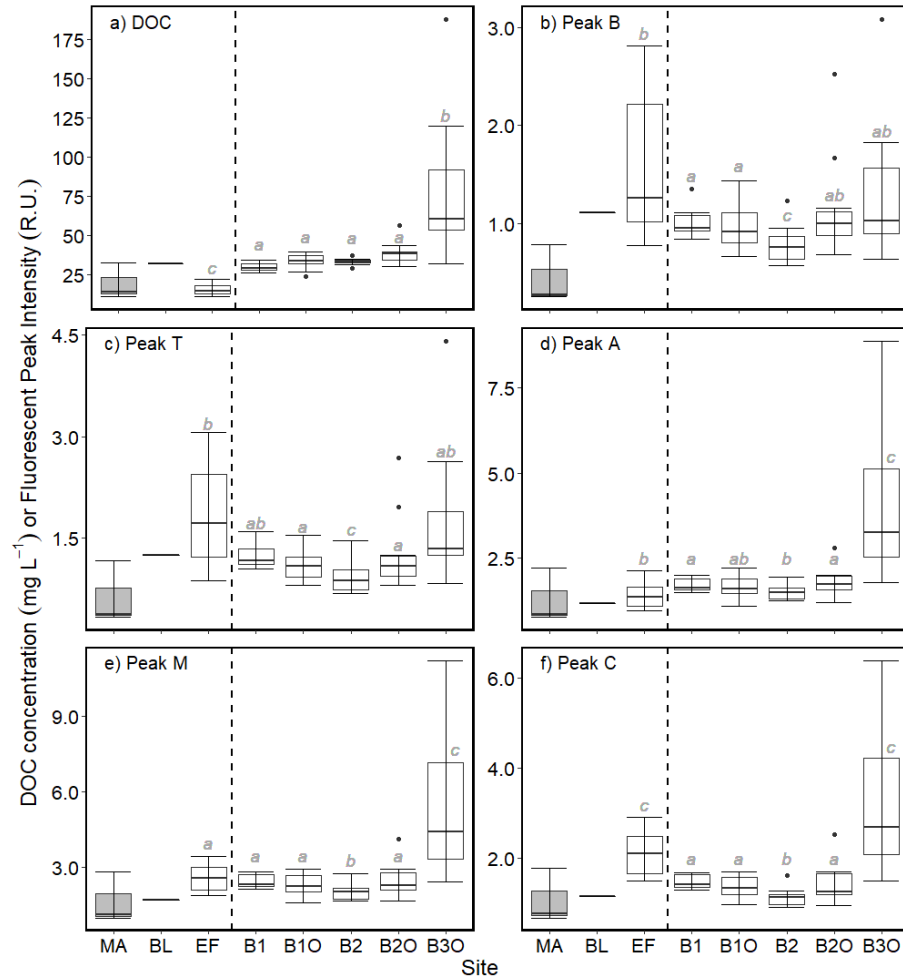 DOC concentration (mg L⁻¹) or Fluorescent Peak Intensity (R.U.)
a) DOC
175
150
125
100
75
50
25
c
a
a
a
a
b
b) Peak B
3.0
2.0
1.0
b
a
a
c
ab
ab
c) Peak T
4.5
3.0
1.5
b
ab
a
c
a
ab
d) Peak A
7.5
5.0
2.5
b
a
ab
b
a
c
e) Peak M
9.0
6.0
3.0
a
a
a
b
a
c
f) Peak C
6.0
4.0
2.0
c
a
a
b
a
c
MA BL EF B1 B1O B2 B2O B3O
MA BL EF B1 B1O B2 B2O B3O
Site